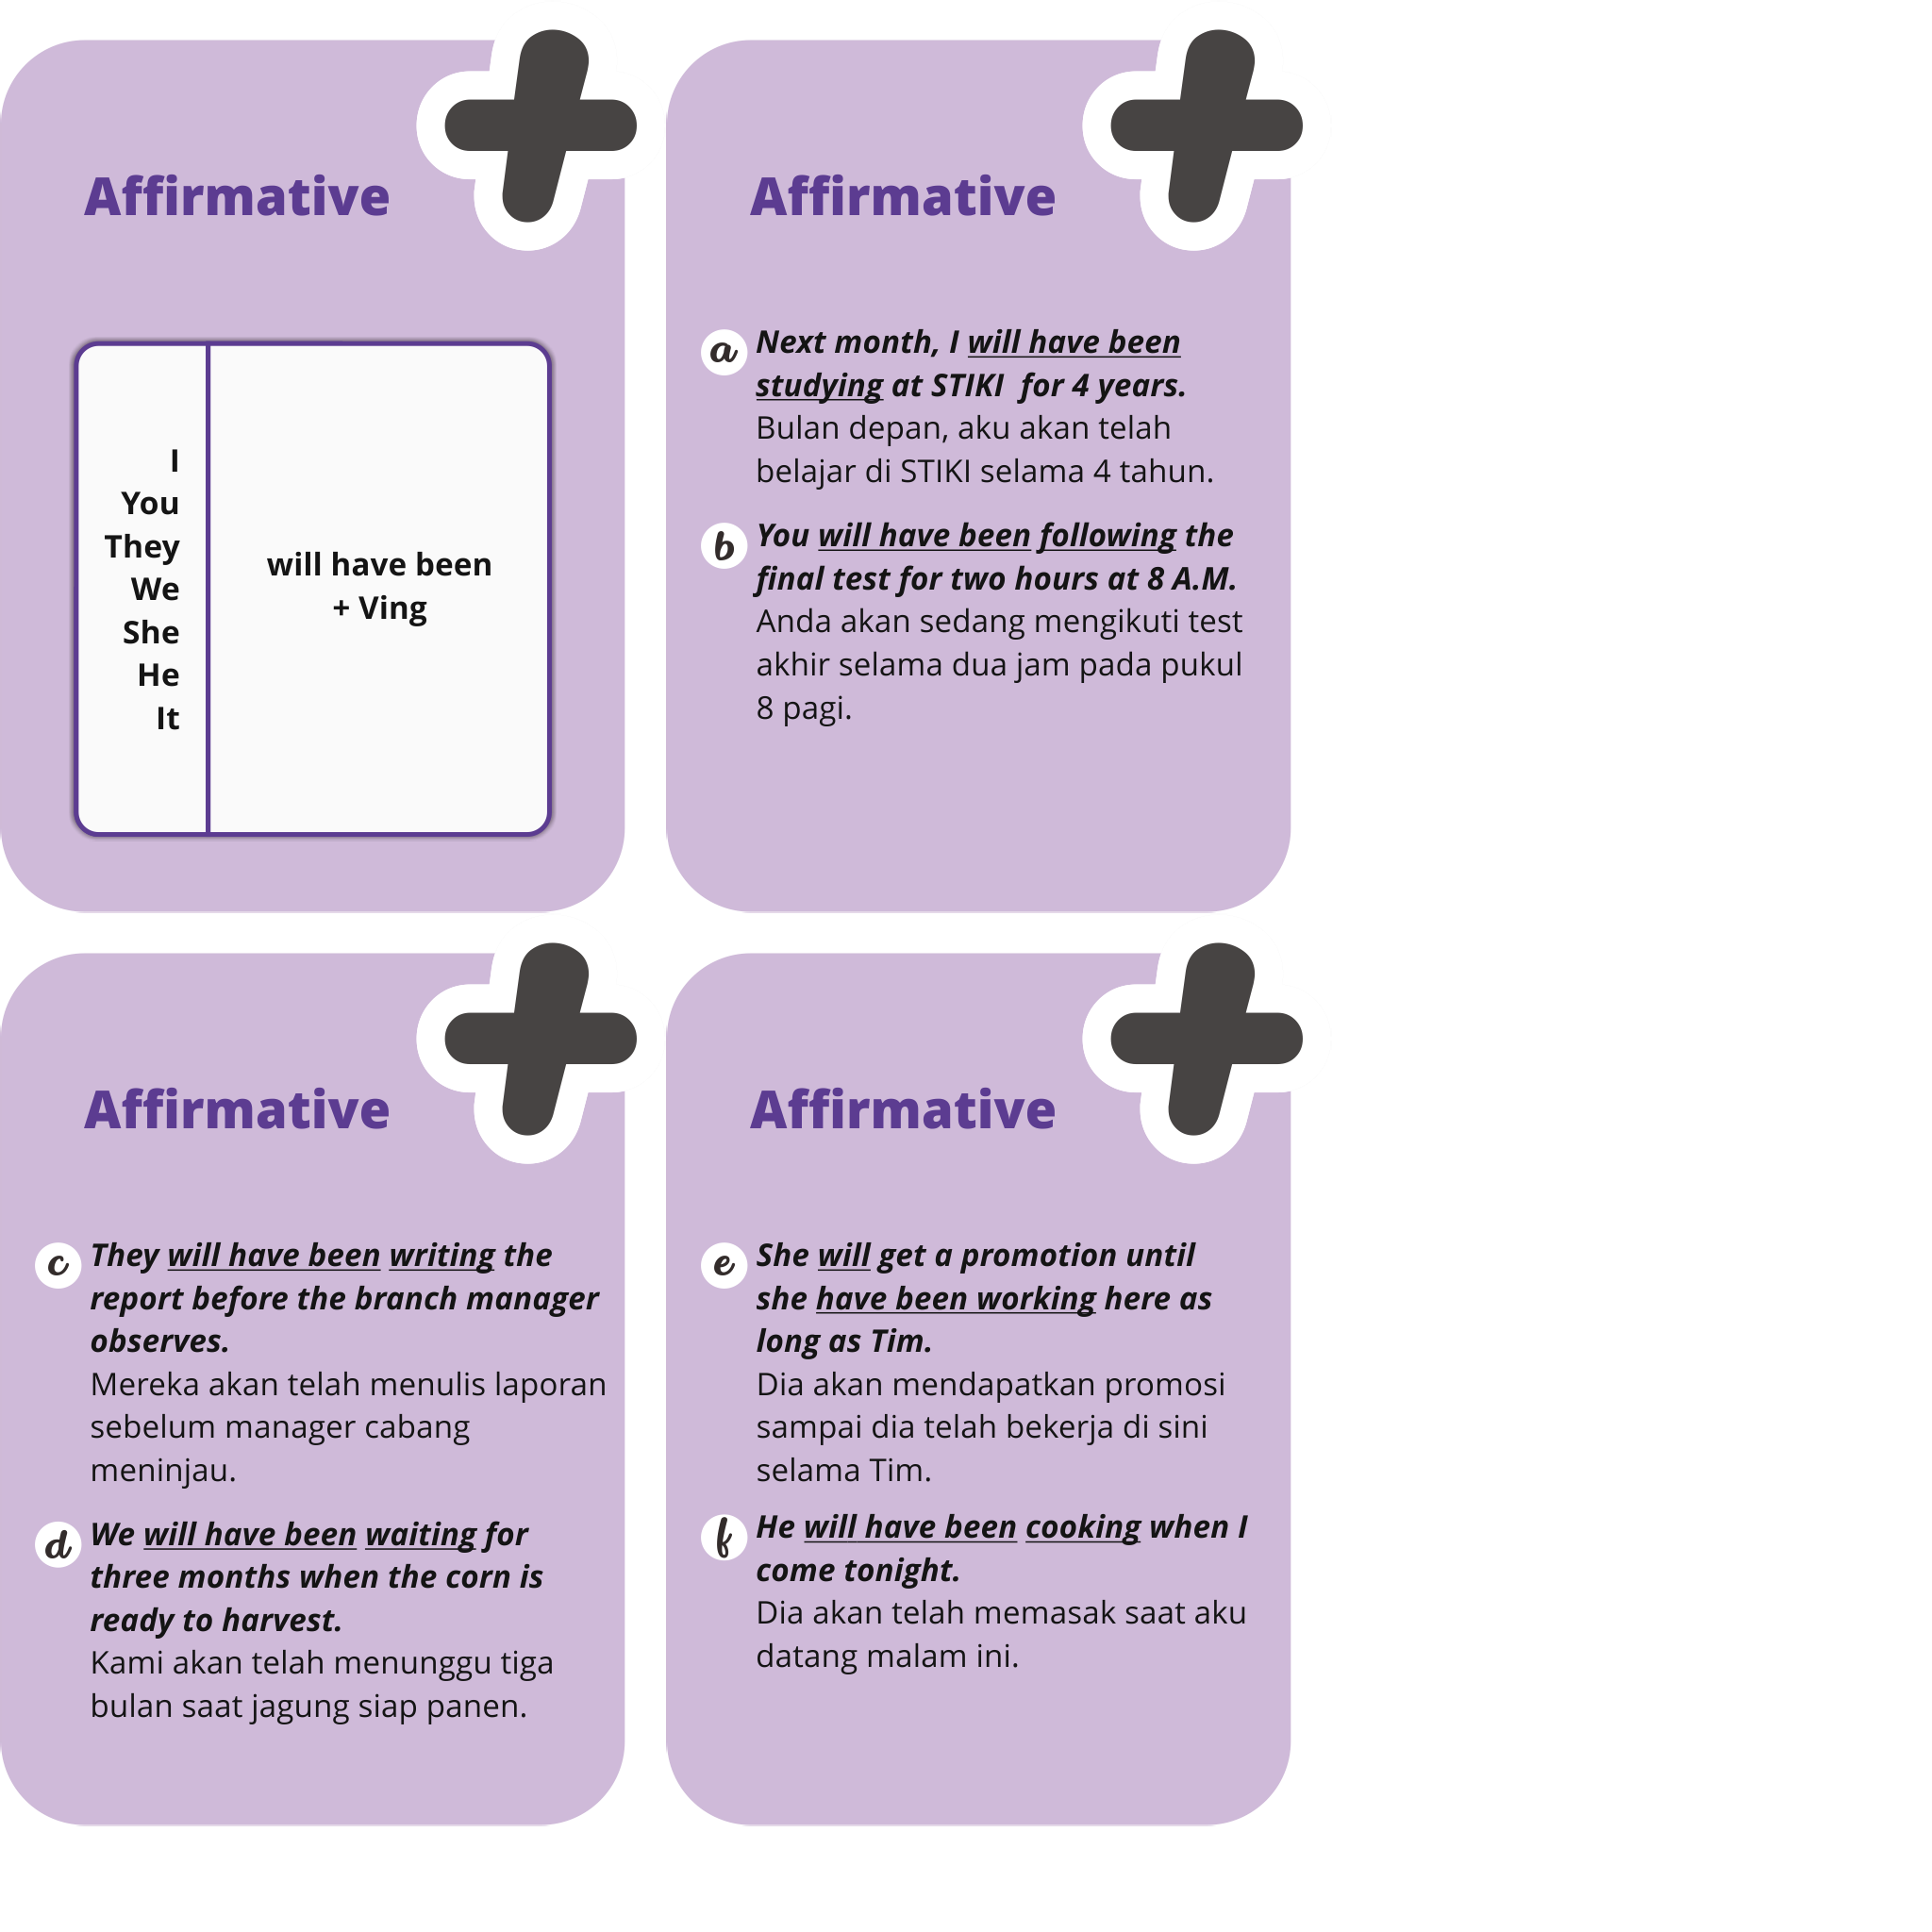 Affirmative
I
You
They
We
She
He
It
will have been
+ Ving
Affirmative
a
Next month, I will have been
studying at STIKI for 4 years.
Bulan depan, aku akan telah
belajar di STIKI selama 4 tahun.
b
You will have been following the
final test for two hours at 8 A.M.
Anda akan sedang mengikuti test
akhir selama dua jam pada pukul
8 pagi.
Affirmative
c
They will have been writing the
report before the branch manager
observes.
Mereka akan telah menulis laporan
sebelum manager cabang
meninjau.
d
We will have been waiting for
three months when the corn is
ready to harvest.
Kami akan telah menunggu tiga
bulan saat jagung siap panen.
Affirmative
e
She will get a promotion until
she have been working here as
long as Tim.
Dia akan mendapatkan promosi
sampai dia telah bekerja di sini
selama Tim.
f
He will have been cooking when I
come tonight.
Dia akan telah memasak saat aku
datang malam ini.